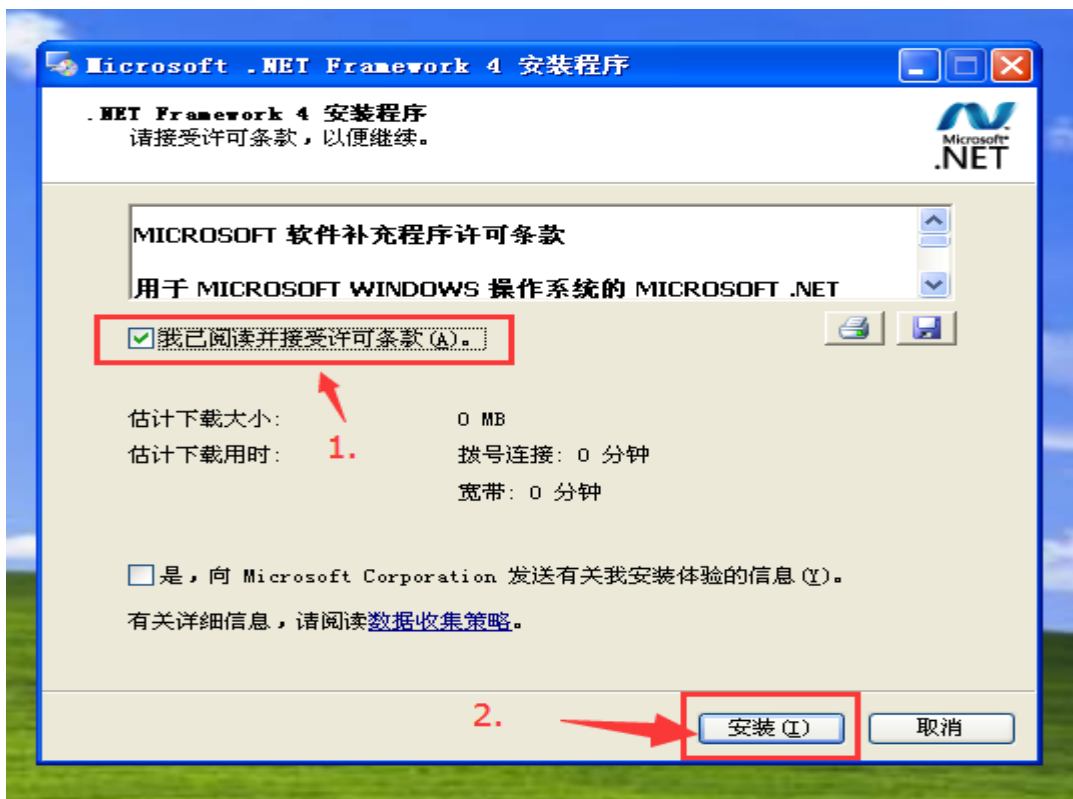 Microsoft .NET Framework 4 安装程序
.NET Framework 4 安装程序
请接受许可条款，以便继续。
Microsoft
.NET
MICROSOFT 软件补充程序许可条款
用于 MICROSOFT WINDOWS 操作系统的 MICROSOFT .NET
我已阅读并接受许可条款(A)。
1.
估计下载大小: 0 MB
估计下载用时: 拨号连接: 0 分钟
宽带: 0 分钟
是，向 Microsoft Corporation 发送有关我安装体验的信息(Y)。
有关详细信息，请阅读数据收集策略。
2.
安装(I) 取消